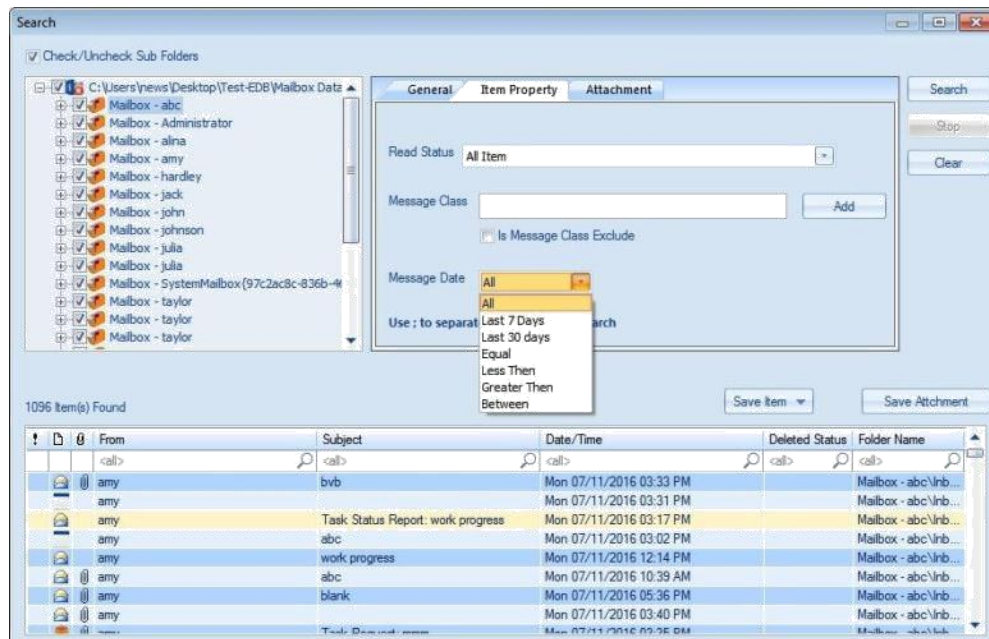 Search
Check/Uncheck Sub Folders
C:\Users\news\Desktop\Test-EDB\Mailbox Data
Mailbox - abc
Mailbox - Administrator
Mailbox - alina
Mailbox - amy
Mailbox - hardley
Mailbox - jack
Mailbox - john
Mailbox - johnson
Mailbox - julia
Mailbox - julia
Mailbox - SystemMailbox{97c2ac8c-836b-4
Mailbox - taylor
Mailbox - taylor
Mailbox - taylor
General Item Property Attachment
Read Status All Item
Message Class Add
Is Message Class Exclude
Message Date All
All
Last 7 Days
Last 30 days
Equal
Less Then
Greater Then
Between
Use ; to separat arch
Search
Stop
Clear
1096 Item(s) Found Save Item Save Attchment
! From Subject Date/Time Deleted Status Folder Name
<all> <all> <all> <all> <all>
amy bvb Mon 07/11/2016 03:33 PM Mailbox - abc\Inb...
amy Mon 07/11/2016 03:31 PM Mailbox - abc\Inb...
amy Task Status Report: work progress Mon 07/11/2016 03:17 PM Mailbox - abc\Inb...
amy abc Mon 07/11/2016 03:02 PM Mailbox - abc\Inb...
amy work progress Mon 07/11/2016 12:14 PM Mailbox - abc\Inb...
amy abc Mon 07/11/2016 10:39 AM Mailbox - abc\Inb...
amy blank Mon 07/11/2016 05:36 PM Mailbox - abc\Inb...
amy Mon 07/11/2016 03:40 PM Mailbox - abc\Inb...